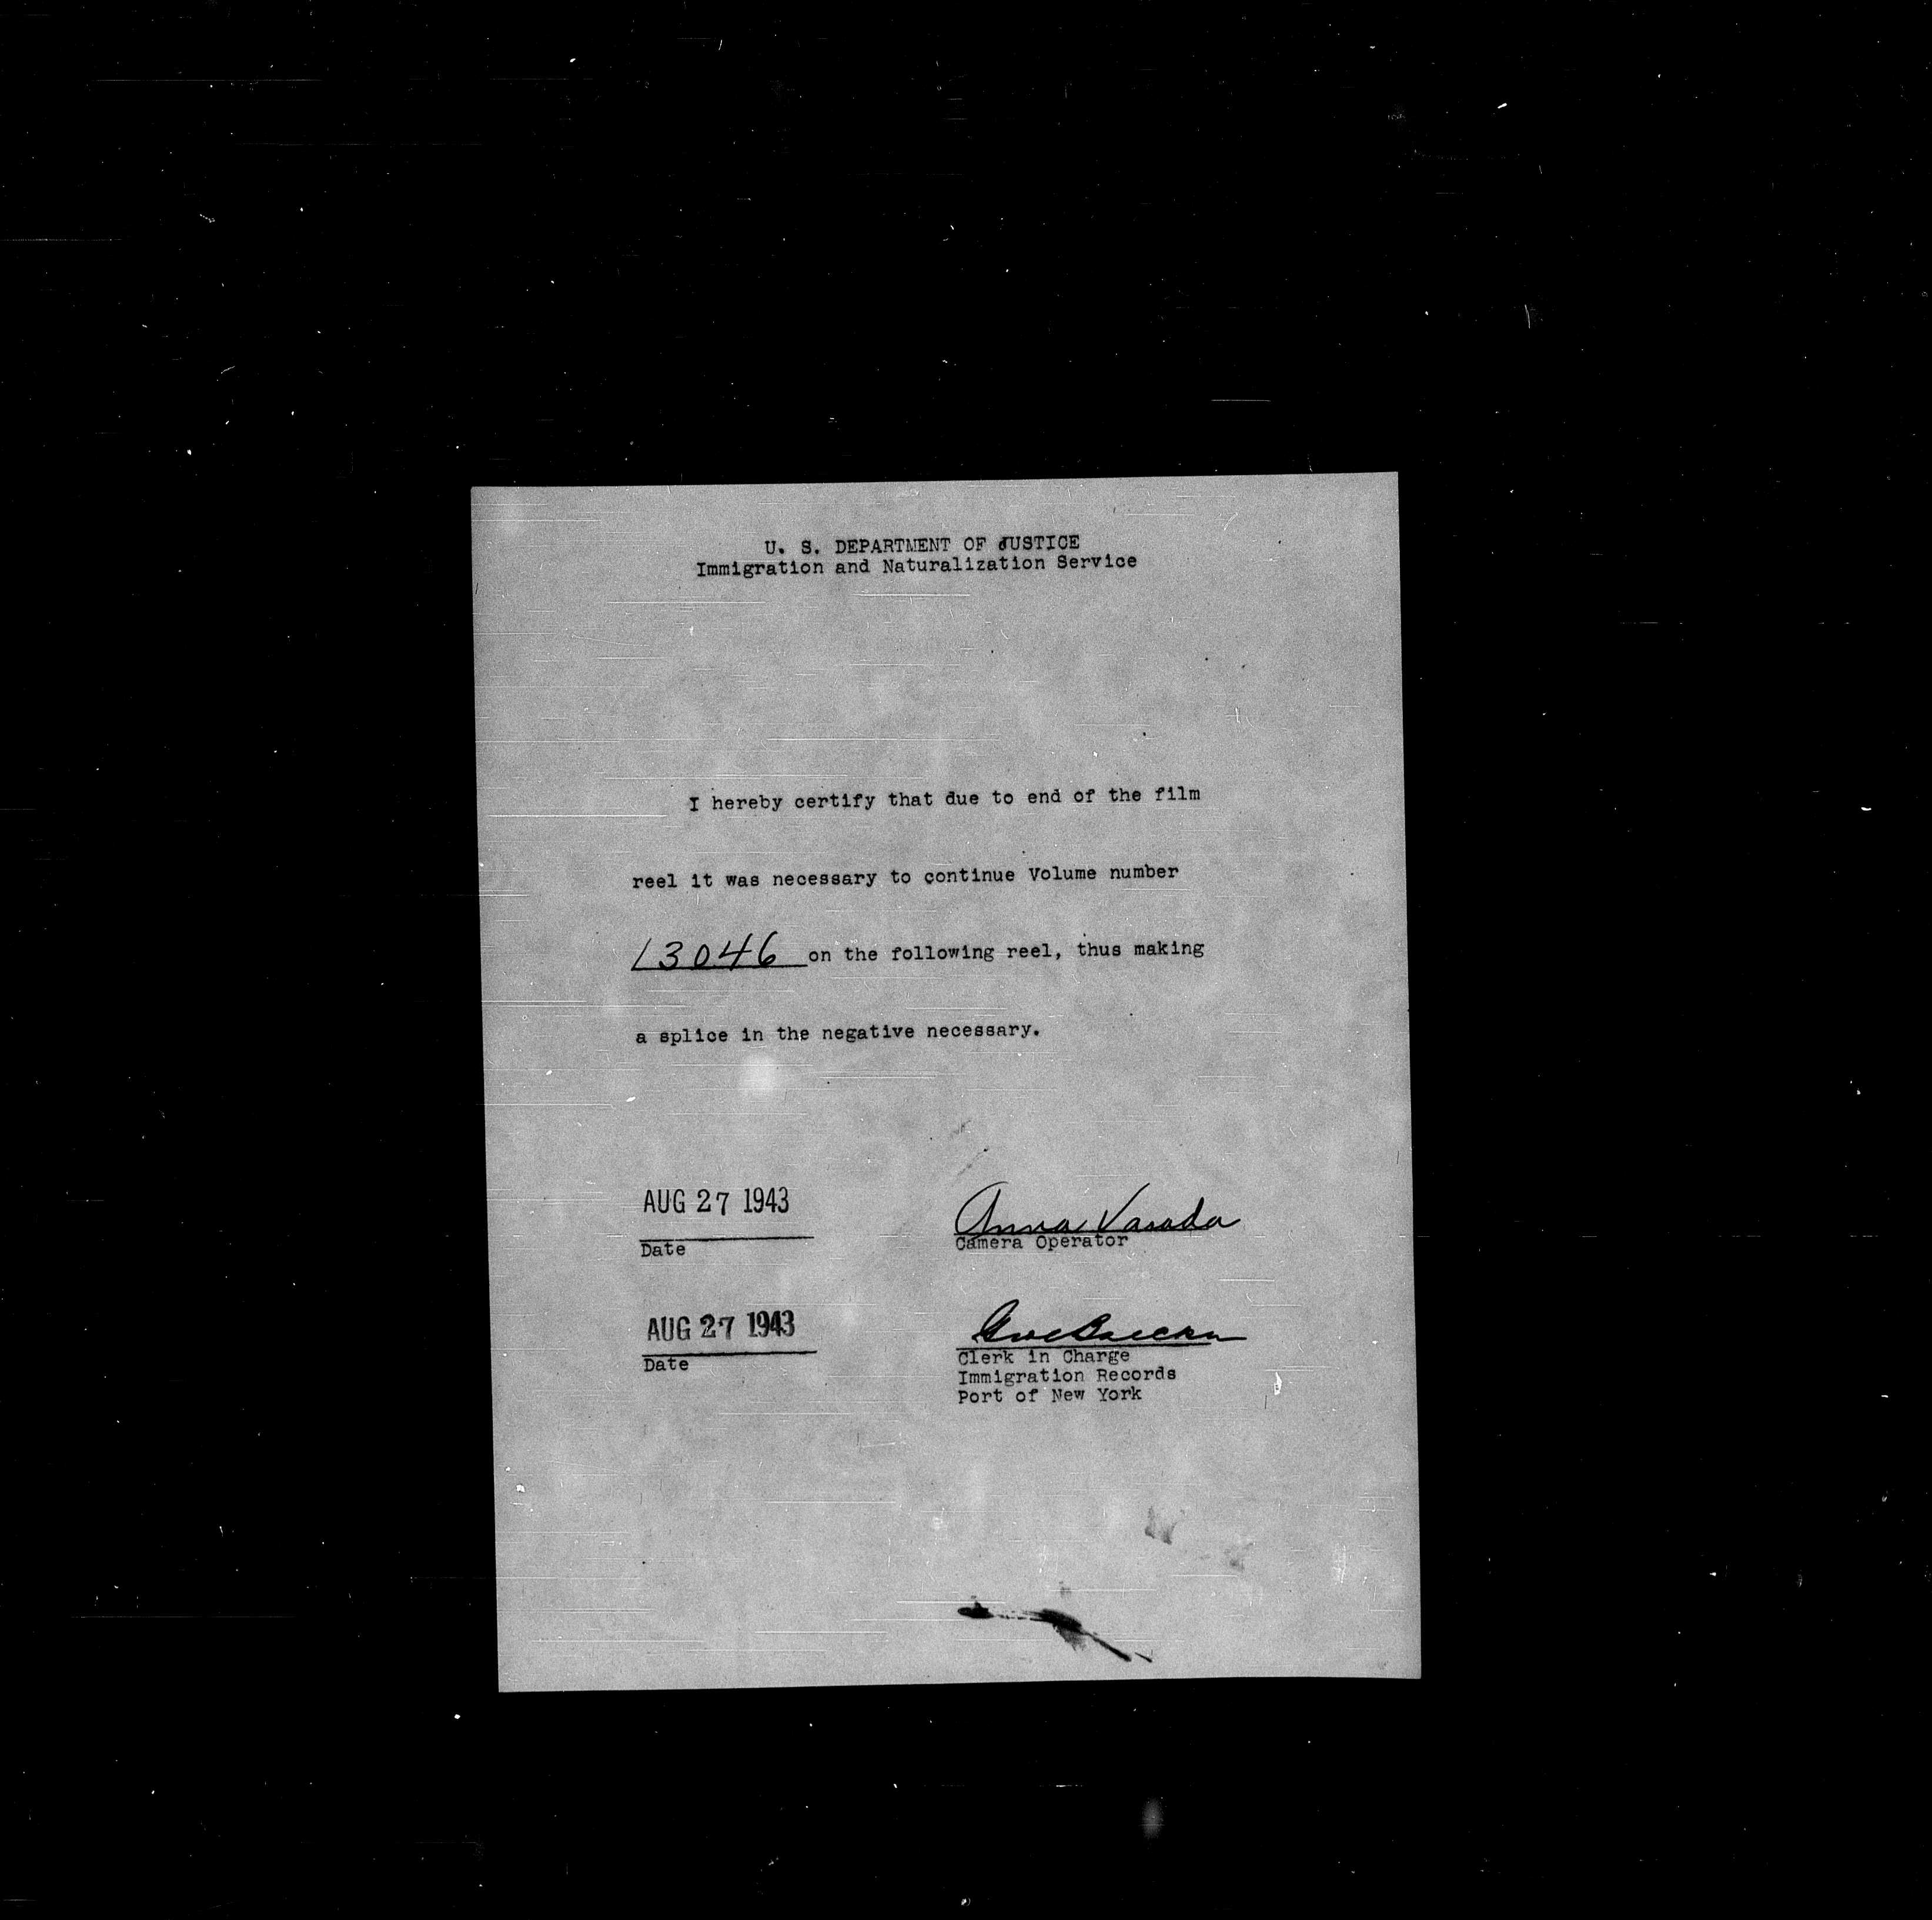 U. S. DEPARTMENT OF JUSTICE
Immigration and Naturalization Service
I hereby certify that due to end of the film
reel it was necessary to continue Volume number
13046 on the following reel, thus making
a splice in the negative necessary.
AUG 27 1943
Anna
Date
Camera Operator
AUG 27 1943
Date
Clerk in Charge
Immigration Records
Port of New York